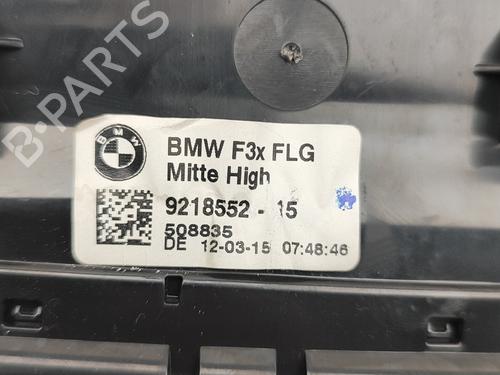 B-PARTS
BMW
BMW F3x FLG
Mitte High
9218552 - 15
508835
DE 12-03-15 07:48:46